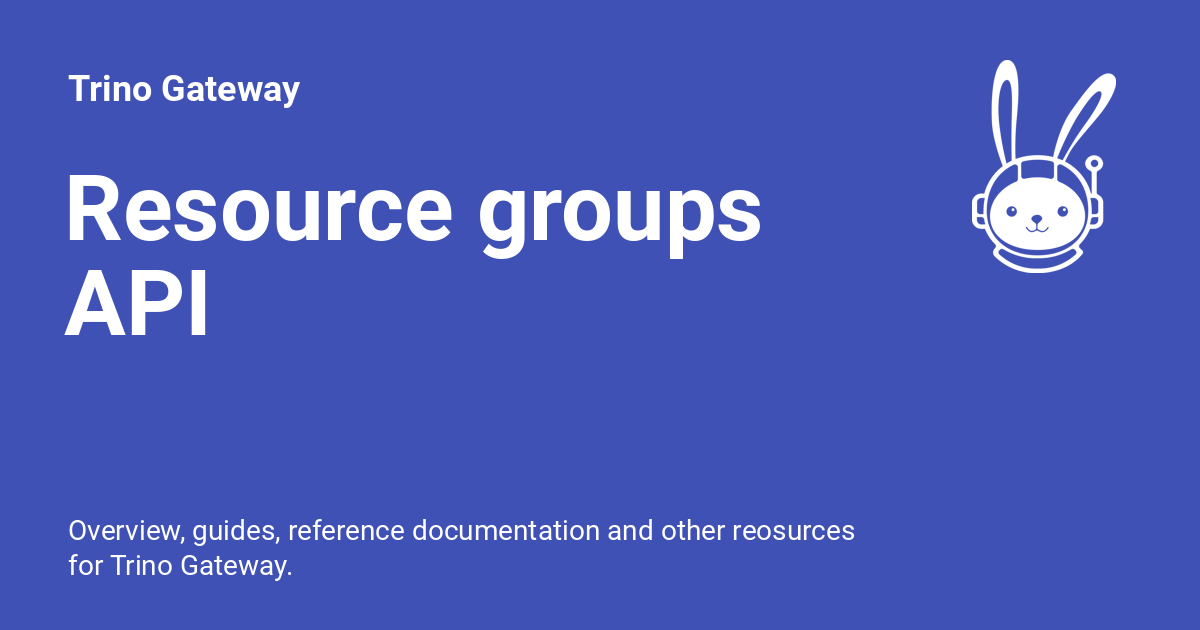 Trino Gateway
Resource groups
API
Overview, guides, reference documentation and other reosurces
for Trino Gateway.